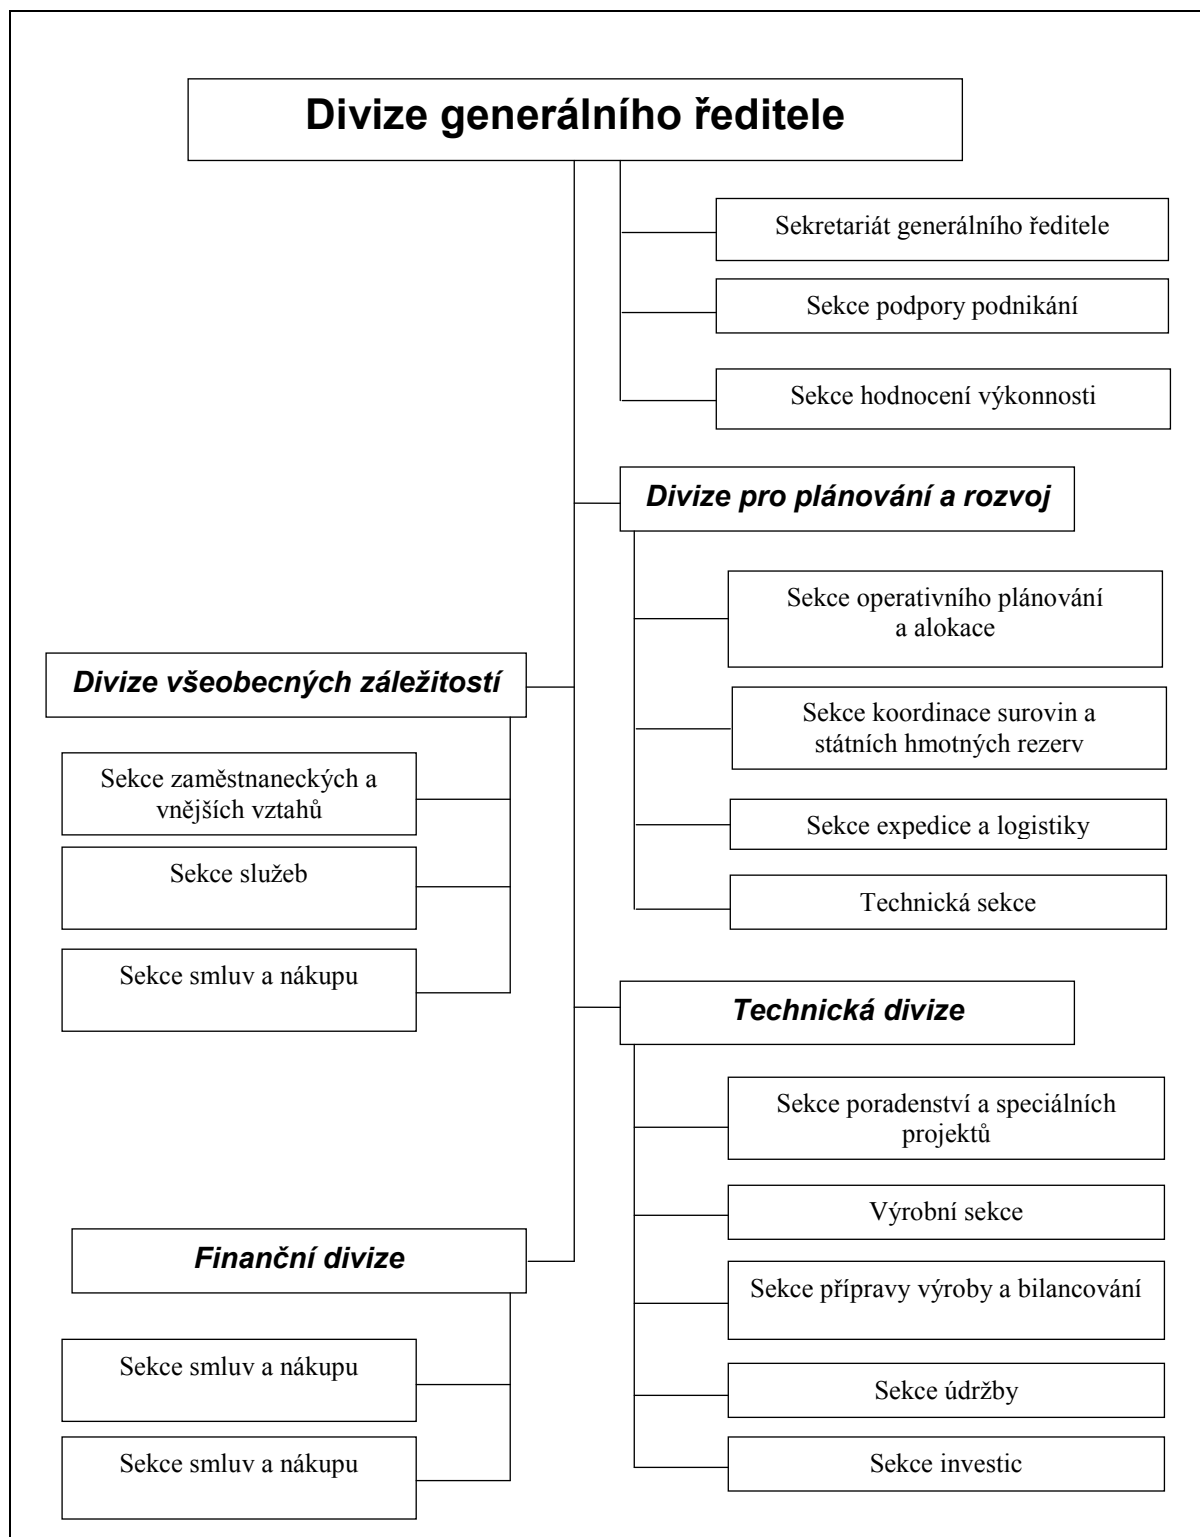 Divize generálního ředitele
Sekretariát generálního ředitele
Sekce podpory podnikání
Sekce hodnocení výkonnosti
Divize pro plánování a rozvoj
Sekce operativního plánování
a alokace
Sekce koordinace surovin a
státních hmotných rezerv
Sekce expedice a logistiky
Technická sekce
Divize všeobecných záležitostí
Sekce zaměstnaneckých a
vnějších vztahů
Sekce služeb
Sekce smluv a nákupu
Technická divize
Sekce poradenství a speciálních
projektů
Výrobní sekce
Sekce přípravy výroby a bilancování
Sekce údržby
Sekce investic
Finanční divize
Sekce smluv a nákupu
Sekce smluv a nákupu